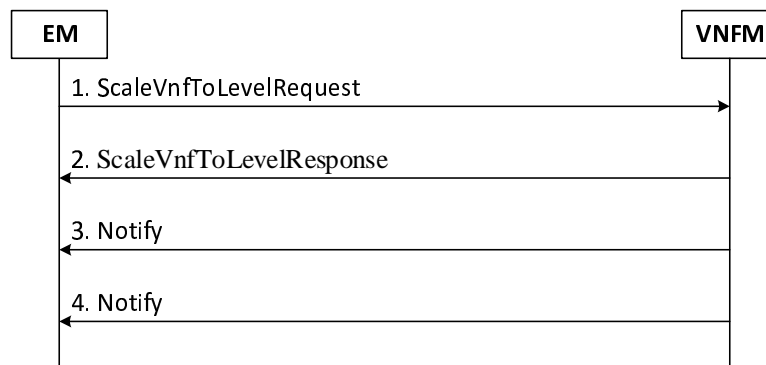 EM
VNFM
1. ScaleVnfToLevelRequest
2. ScaleVnfToLevelResponse
3. Notify
4. Notify